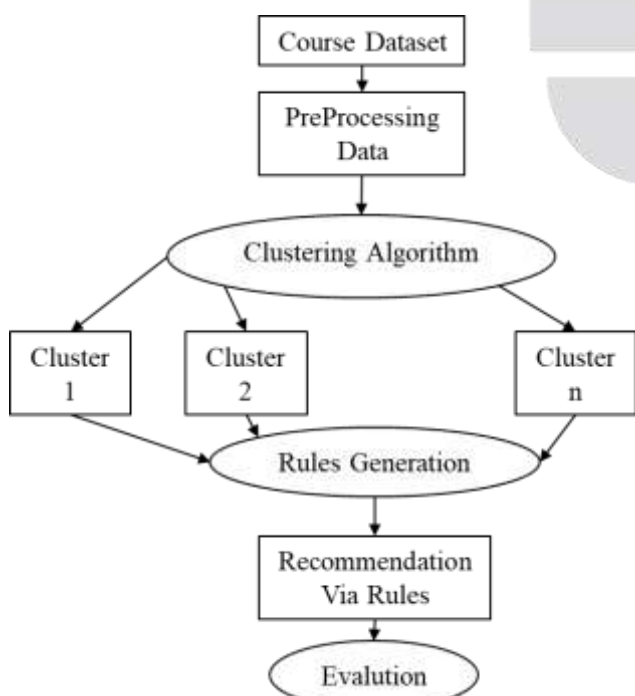 Course Dataset
PreProcessing
Data
Clustering Algorithm
Cluster
1
Cluster
2
Cluster
n
Rules Generation
Recommendation
Via Rules
Evalution